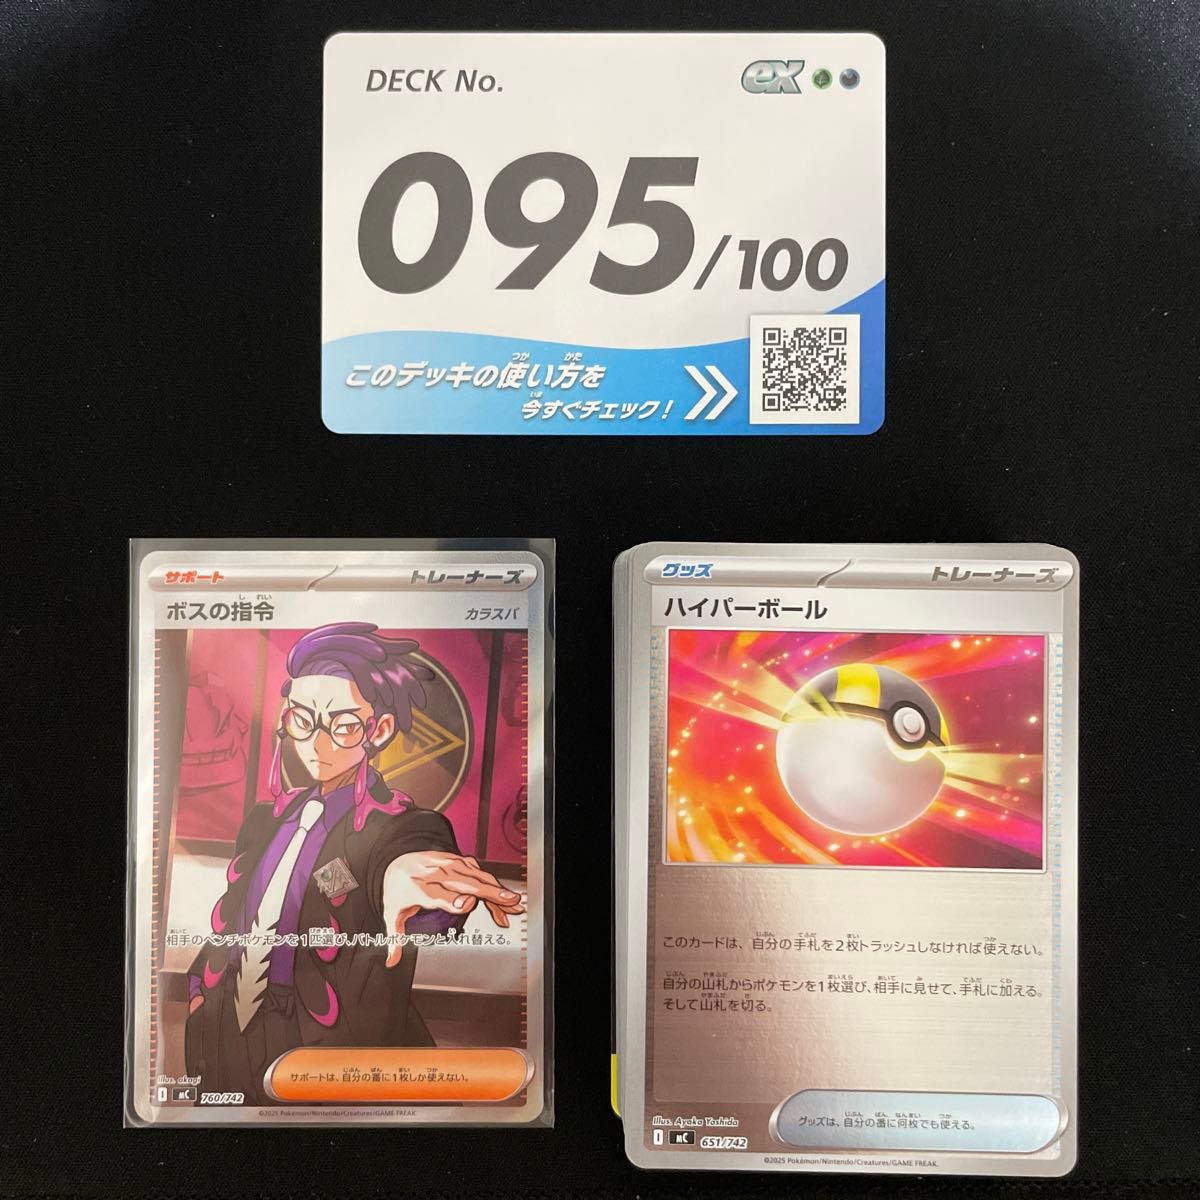 DECK No.
ex
095/100
このデッキの使い方を
今すぐチェック!
サポート
トレーナーズ
ボスの指令
カラスバ
相手のベンチポケモンを1匹選び、バトルポケモンと入れ替える。
サポートは、自分の番に1枚しか使えない。
Illus. akagi
I MC 760/742
©2025 Pokémon/Nintendo/Creatures/GAME FREAK.
グッズ
トレーナーズ
ハイパーボール
このカードは、自分の手札を2枚トラッシュしなければ使えない。
自分の山札からポケモンを1枚選び、相手に見せて、手札に加える。
そして山札を切る。
グッズは、自分の番に何枚でも使える。
Illus. Ayaka Yoshida
I MC 651/742
©2025 Pokémon/Nintendo/Creatures/GAME FREAK.